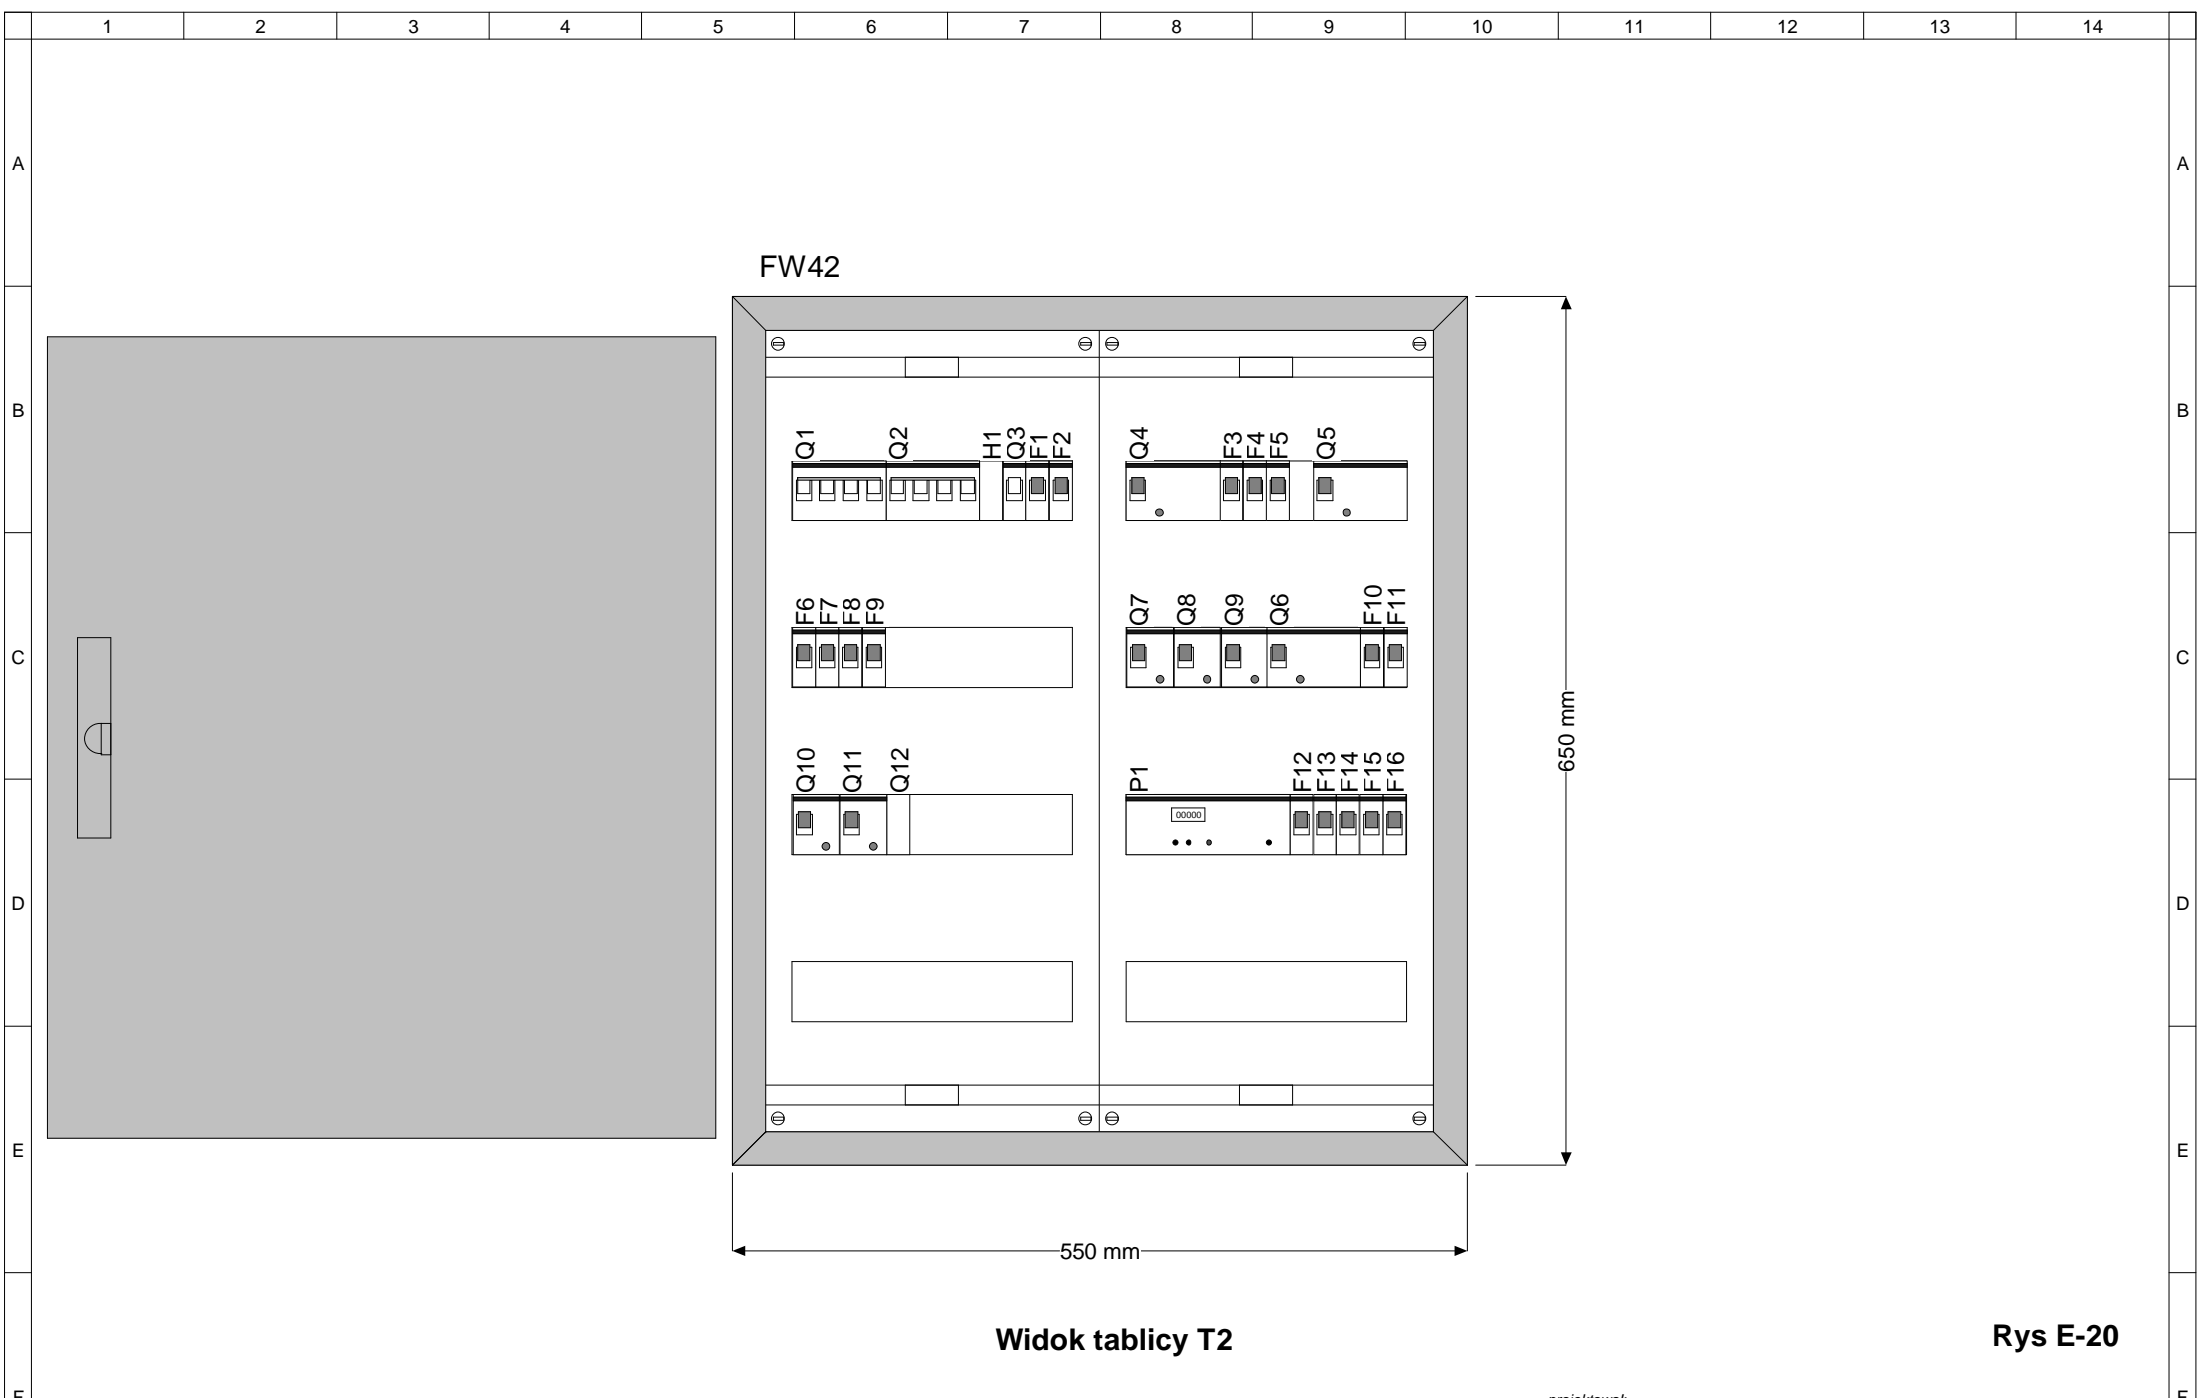 1 2 3 4 5 6 7 8 9 10 11 12 13 14
A A
FW42
B B
Q1 Q2 H1 Q3 F1 F2 Q4 F3 F4 F5 Q5
F6 F7 F8 F9 Q7 Q8 Q9 Q6 F10 F11
C C
650 mm
Q10 Q11 Q12 P1 F12 F13 F14 F15 F16
00000
D D
E E
550 mm
Widok tablicy T2 Rys E-20